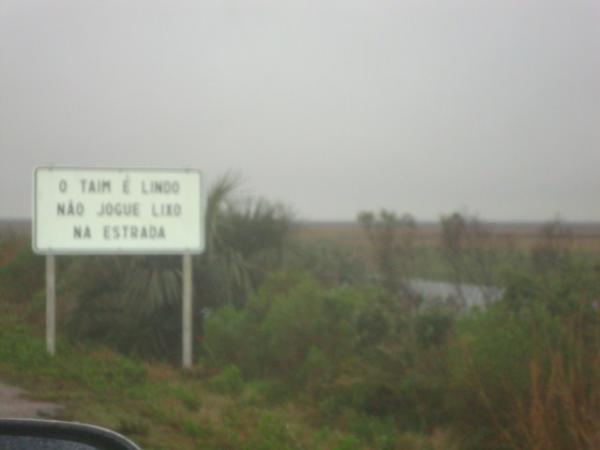 O TAIM É LINDO
NÃO JOGUE LIXO
NA ESTRADA